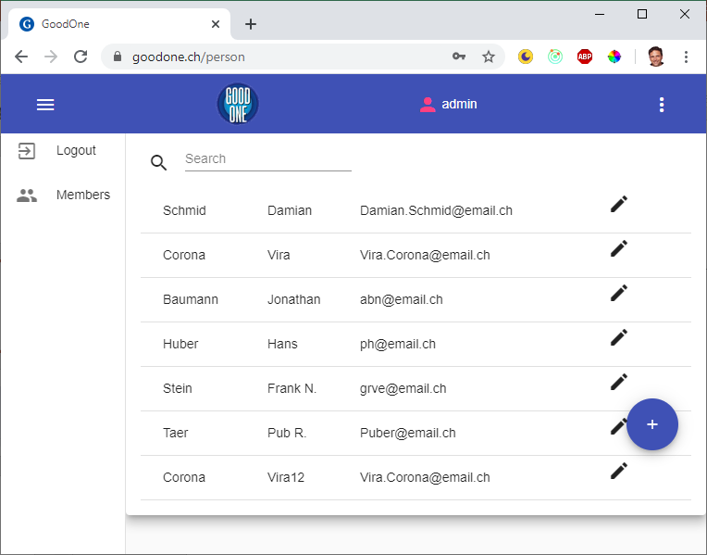 G GoodOne
goodone.ch/person
ABP
GOOD
ONE
admin
Logout
Members
Search
Schmid Damian Damian.Schmid@email.ch
Corona Vira Vira.Corona@email.ch
Baumann Jonathan abn@email.ch
Huber Hans ph@email.ch
Stein Frank N. grve@email.ch
Taer Pub R. Puber@email.ch
Corona Vira12 Vira.Corona@email.ch